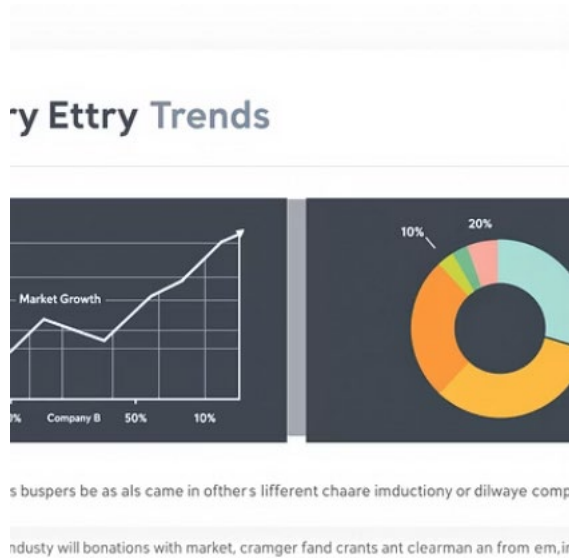 ry Ettry Trends
10% 20%
Market Growth
% Company B 50% 10%
s buspers be as als came in ofthers lifferent chaare imductiony or dilwaye comp
ndusty will bonations with market, cramger fand crants ant clearman an from em,in